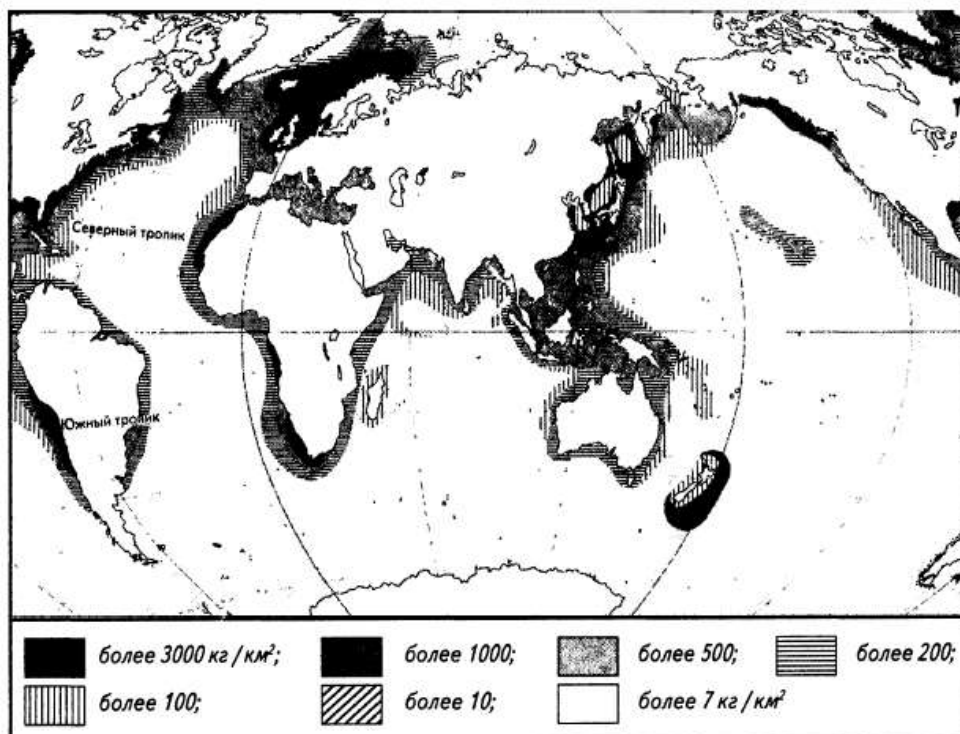 Северный тропик
Южный тропик
более 3000 кг/км²; более 1000; более 500; более 200;
более 100; более 10; более 7 кг/км²